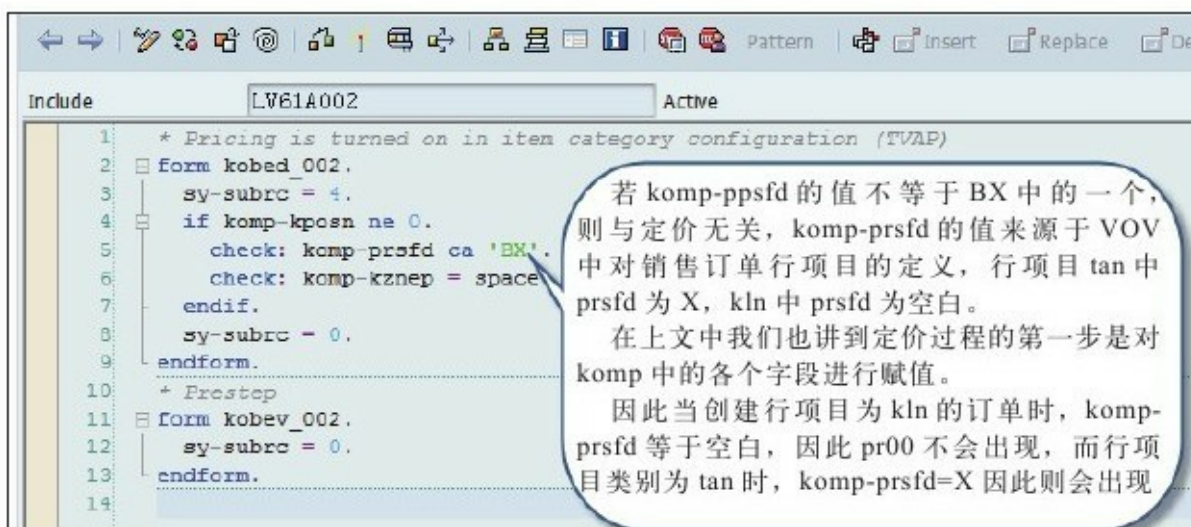 Pattern Insert Replace De
Include LV61A002 Active
1 * Pricing is turned on in item category configuration (TVAP)
2 form kobed_002.
3 sy-subrc = 4.
4 if komp-kposn ne 0.
5 check: komp-prsfd ca 'BX'.
6 check: komp-kznep = space
7 endif.
8 sy-subrc = 0.
9 endform.
10 * Prestep
11 form kobev_002.
12 sy-subrc = 0.
13 endform.
14
若 komp-ppsfd 的值不等于 BX 中的一个,
则与定价无关，komp-prsfd 的值来源于 VOV
中对销售订单行项目的定义，行项目 tan 中
prsfd 为 X，kln 中 prsfd 为空白。
在上文中我们也讲到定价过程的第一步是对
komp 中的各个字段进行赋值。
因此当创建行项目为 kln 的订单时，komp-
prsfd 等于空白，因此 pr00 不会出现，而行项
目类别为 tan 时，komp-prsfd=X 因此则会出现